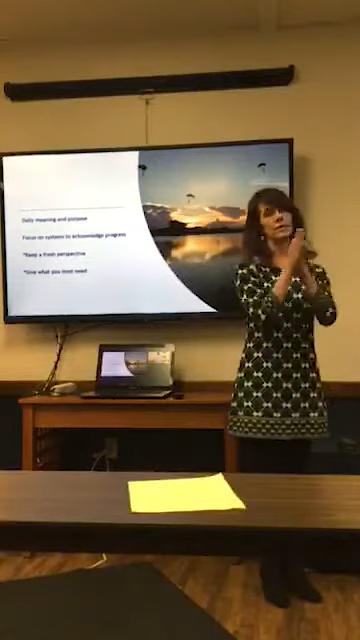 Daily meaning and purpose
Focus on systems to acknowledge progress
*Keep a fresh perspective
*Give what you most need